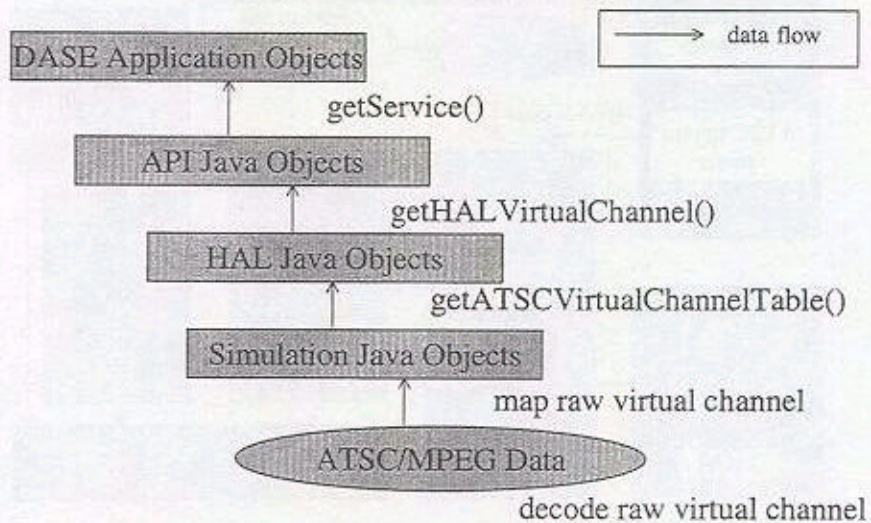 data flow
DASE Application Objects
getService()
API Java Objects
getHALVirtualChannel()
HAL Java Objects
getATSCVirtualChannelTable()
Simulation Java Objects
map raw virtual channel
ATSC/MPEG Data
decode raw virtual channel